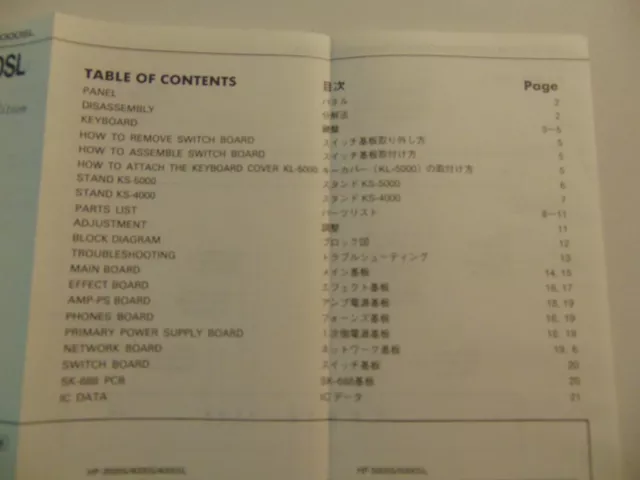 TABLE OF CONTENTS 目次 Page
PANEL パネル 2
DISASSEMBLY 分解法 2
KEYBOARD 鍵盤 3-5
HOW TO REMOVE SWITCH BOARD スイッチ基板取り外し方 5
HOW TO ASSEMBLE SWITCH BOARD スイッチ基板取付け方 5
HOW TO ATTACH THE KEYBOARD COVER KL-5000 キーカバー (KL-5000) の取付け方 5
STAND KS-5000 スタンド KS-5000 6
STAND KS-4000 スタンド KS-4000 7
PARTS LIST パーツリスト 8-11
ADJUSTMENT 調整 11
BLOCK DIAGRAM ブロック図 12
TROUBLESHOOTING トラブルシューティング 13
MAIN BOARD メイン基板 14, 15
EFFECT BOARD エフェクト基板 16, 17
AMP-PS BOARD アンプ電源基板 18, 19
PHONES BOARD フォーンズ基板 18, 19
PRIMARY POWER SUPPLY BOARD 1次側電源基板 18, 19
NETWORK BOARD ネットワーク基板 19, 6
SWITCH BOARD スイッチ基板 20
SK-688 PCB SK-688基板 20
IC DATA ICデータ 21